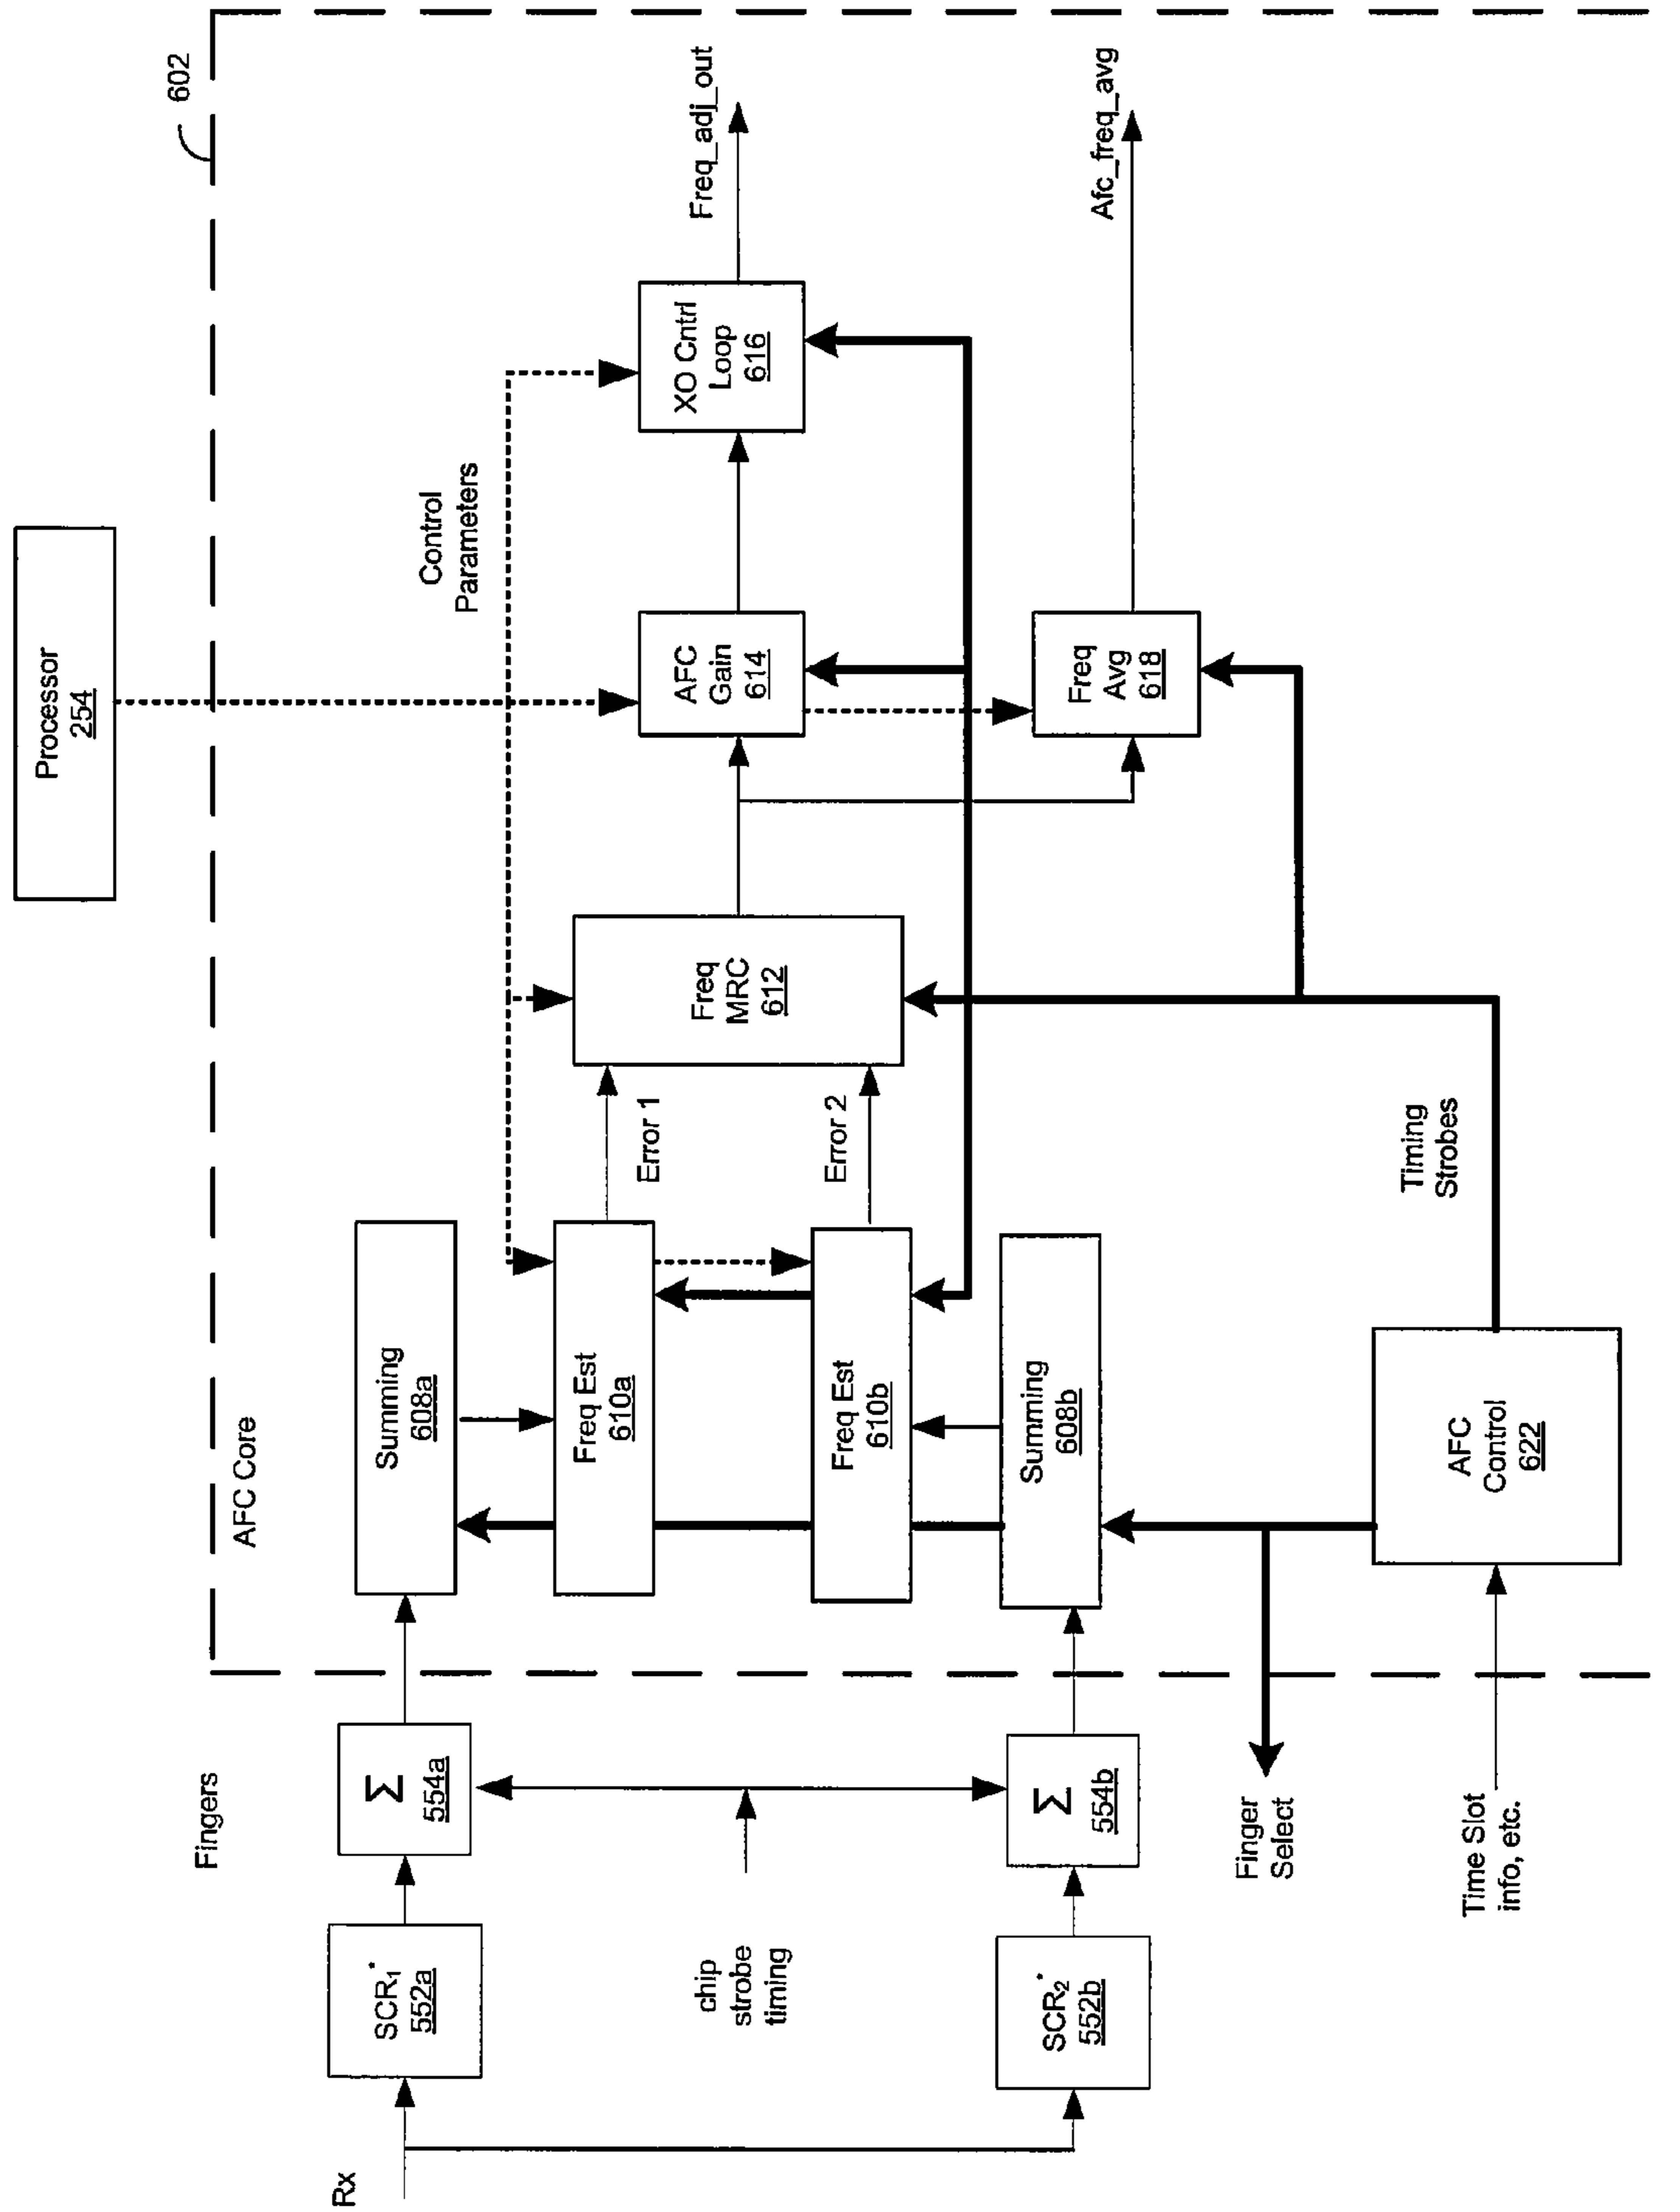 Processor
254
602
AFC Core
Fingers
Rx
SCR₁*
552a
Σ
554a
Summing
608a
Freq Est
610a
Error 1
Control
Parameters
Freq
MRC
612
AFC
Gain
614
XO Cntrl
Loop
616
Freq_adj_out
chip
strobe
timing
Freq Est
610b
Error 2
SCR₂*
552b
Σ
554b
Summing
608b
Freq
Avg
618
Afc_freq_avg
Finger
Select
Timing
Strobes
Time Slot
info, etc.
AFC
Control
622